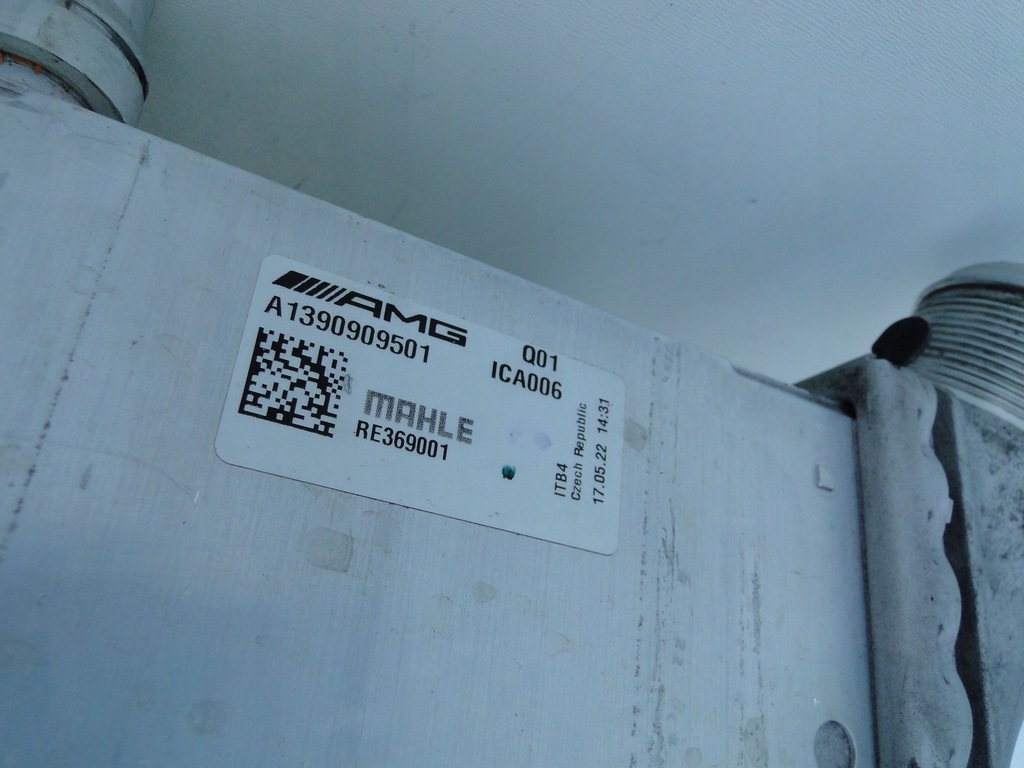 AMG
A1390909501
Q01
ICA006
MAHLE
RE369001
ITB4
Czech Republic
17.05.22 14:31